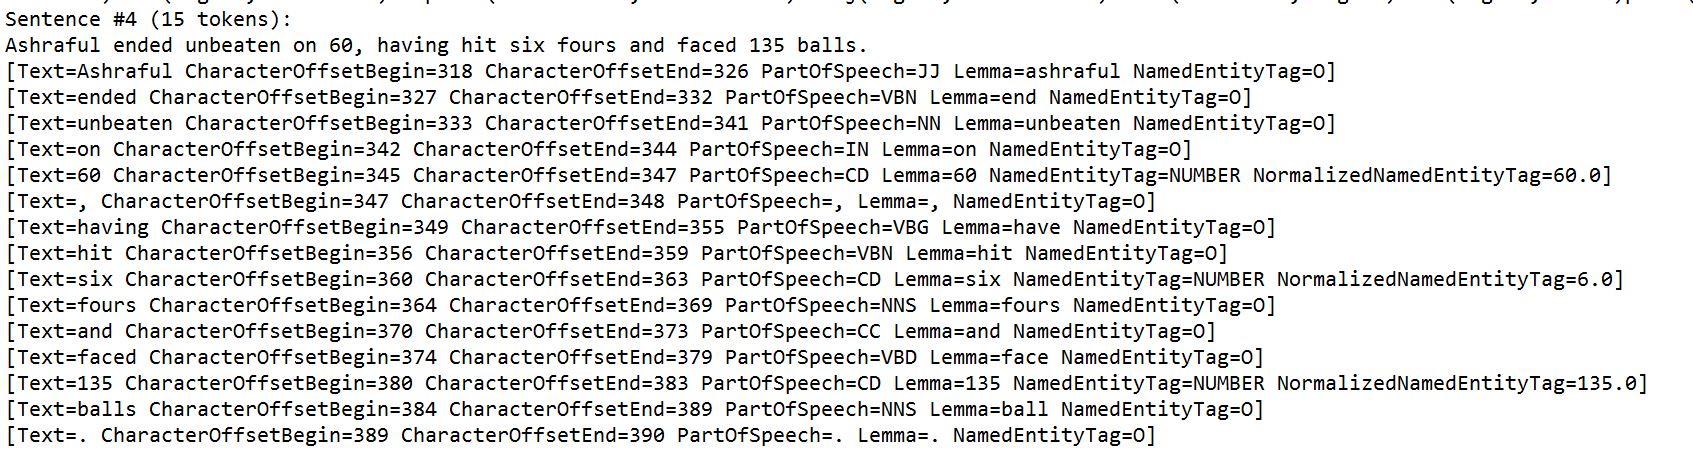 Sentence #4 (15 tokens):
Ashraful ended unbeaten on 60, having hit six fours and faced 135 balls.
[Text=Ashraful CharacterOffsetBegin=318 CharacterOffsetEnd=326 PartOfSpeech=JJ Lemma=ashraful NamedEntityTag=O]
[Text=ended CharacterOffsetBegin=327 CharacterOffsetEnd=332 PartOfSpeech=VBN Lemma=end NamedEntityTag=O]
[Text=unbeaten CharacterOffsetBegin=333 CharacterOffsetEnd=341 PartOfSpeech=NN Lemma=unbeaten NamedEntityTag=O]
[Text=on CharacterOffsetBegin=342 CharacterOffsetEnd=344 PartOfSpeech=IN Lemma=on NamedEntityTag=O]
[Text=60 CharacterOffsetBegin=345 CharacterOffsetEnd=347 PartOfSpeech=CD Lemma=60 NamedEntityTag=NUMBER NormalizedNamedEntityTag=60.0]
[Text=, CharacterOffsetBegin=347 CharacterOffsetEnd=348 PartOfSpeech=, Lemma=, NamedEntityTag=O]
[Text=having CharacterOffsetBegin=349 CharacterOffsetEnd=355 PartOfSpeech=VBG Lemma=have NamedEntityTag=O]
[Text=hit CharacterOffsetBegin=356 CharacterOffsetEnd=359 PartOfSpeech=VBN Lemma=hit NamedEntityTag=O]
[Text=six CharacterOffsetBegin=360 CharacterOffsetEnd=363 PartOfSpeech=CD Lemma=six NamedEntityTag=NUMBER NormalizedNamedEntityTag=6.0]
[Text=fours CharacterOffsetBegin=364 CharacterOffsetEnd=369 PartOfSpeech=NNS Lemma=fours NamedEntityTag=O]
[Text=and CharacterOffsetBegin=370 CharacterOffsetEnd=373 PartOfSpeech=CC Lemma=and NamedEntityTag=O]
[Text=faced CharacterOffsetBegin=374 CharacterOffsetEnd=379 PartOfSpeech=VBD Lemma=face NamedEntityTag=O]
[Text=135 CharacterOffsetBegin=380 CharacterOffsetEnd=383 PartOfSpeech=CD Lemma=135 NamedEntityTag=NUMBER NormalizedNamedEntityTag=135.0]
[Text=balls CharacterOffsetBegin=384 CharacterOffsetEnd=389 PartOfSpeech=NNS Lemma=ball NamedEntityTag=O]
[Text=. CharacterOffsetBegin=389 CharacterOffsetEnd=390 PartOfSpeech=. Lemma=. NamedEntityTag=O]